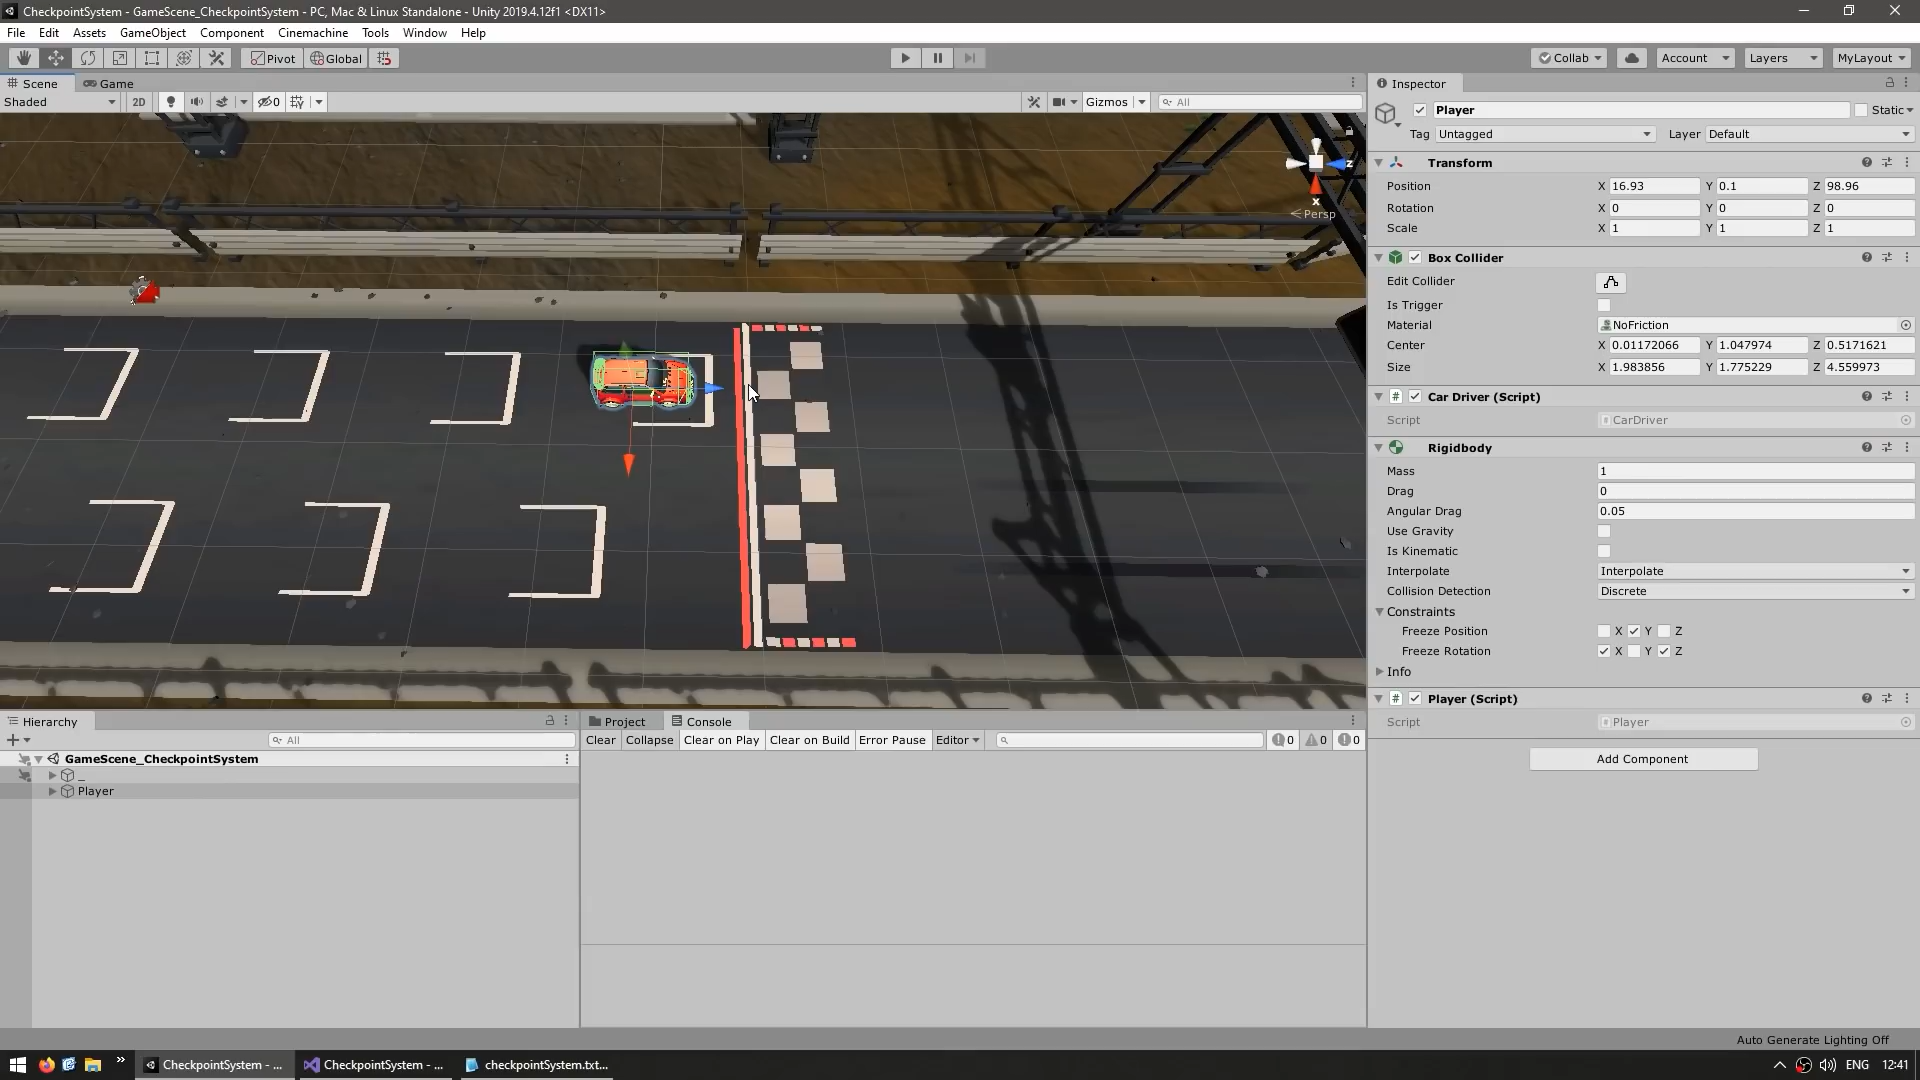 CheckpointSystem - GameScene_CheckpointSystem - PC, Mac & Linux Standalone - Unity 2019.4.12f1 <DX11>
File Edit Assets GameObject Component Cinemachine Tools Window Help
Pivot Global Collab Account Layers MyLayout
Scene Game
Shaded 2D 0 Gizmos All
z
x
Persp
Inspector
Player Static
Tag Untagged Layer Default
Transform
Position X 16.93 Y 0.1 Z 98.96
Rotation X 0 Y 0 Z 0
Scale X 1 Y 1 Z 1
Box Collider
Edit Collider
Is Trigger
Material NoFriction
Center X 0.01172066 Y 1.047974 Z 0.5171621
Size X 1.983856 Y 1.775229 Z 4.559973
Car Driver (Script)
Script CarDriver
Rigidbody
Mass 1
Drag 0
Angular Drag 0.05
Use Gravity
Is Kinematic
Interpolate Interpolate
Collision Detection Discrete
Constraints
Freeze Position X Y Z
Freeze Rotation X Y Z
Info
Player (Script)
Script Player
Add Component
Hierarchy
All
GameScene_CheckpointSystem
_
Player
Project Console
Clear Collapse Clear on Play Clear on Build Error Pause Editor 0 0 0
Auto Generate Lighting Off
CheckpointSystem - ... CheckpointSystem - ... checkpointSystem.txt... ENG 12:41